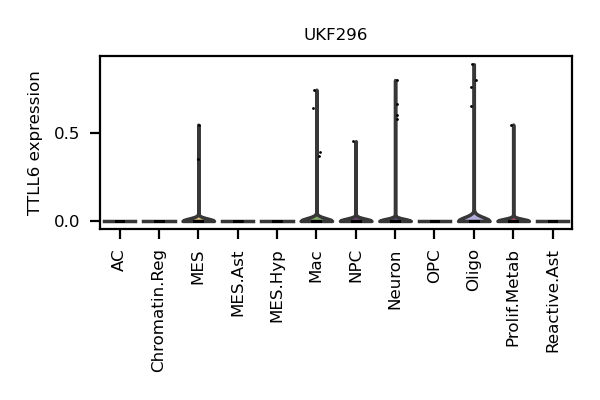 UKF296
TTLL6 expression
0.5
0.0
AC
Chromatin.Reg
MES
MES.Ast
MES.Hyp
Mac
NPC
Neuron
OPC
Oligo
Prolif.Metab
Reactive.Ast